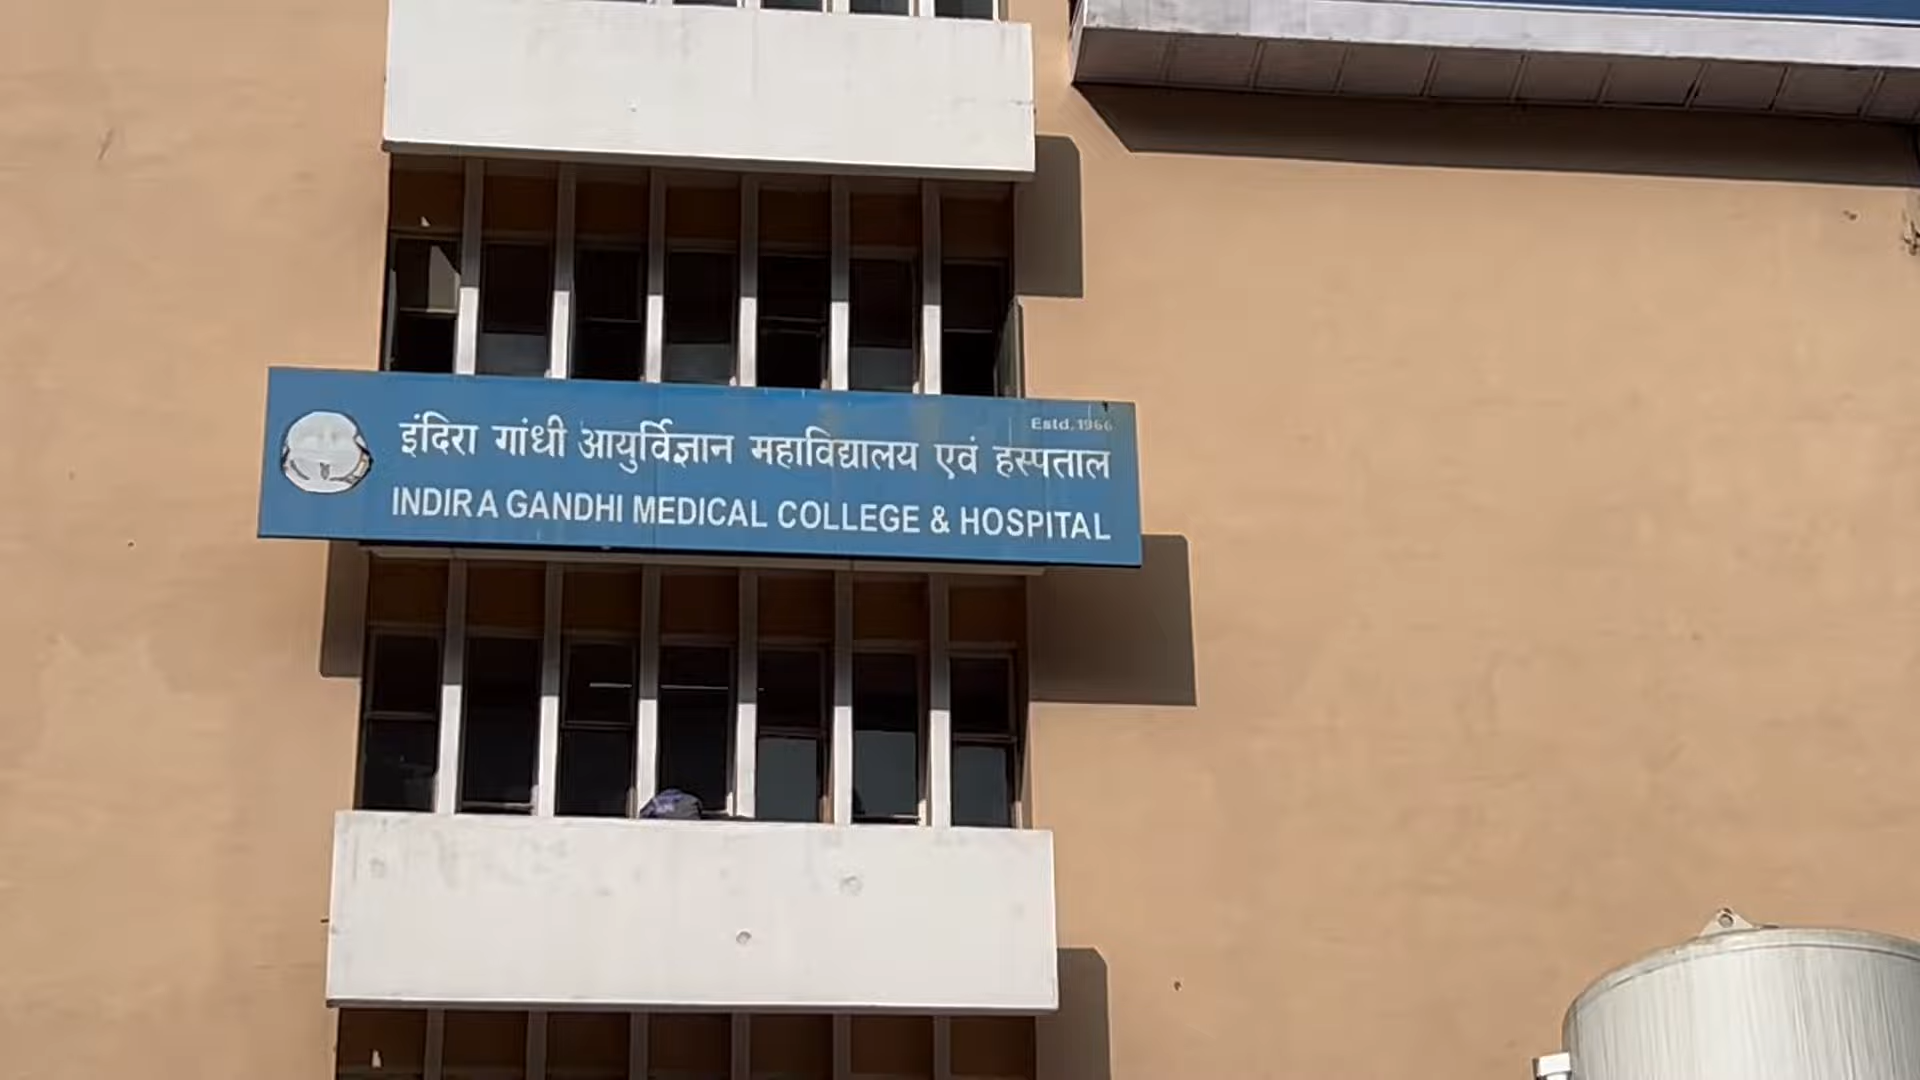 Estd. 1966
इंदिरा गांधी आयुर्विज्ञान महाविद्यालय एवं हस्पताल
INDIRA GANDHI MEDICAL COLLEGE & HOSPITAL